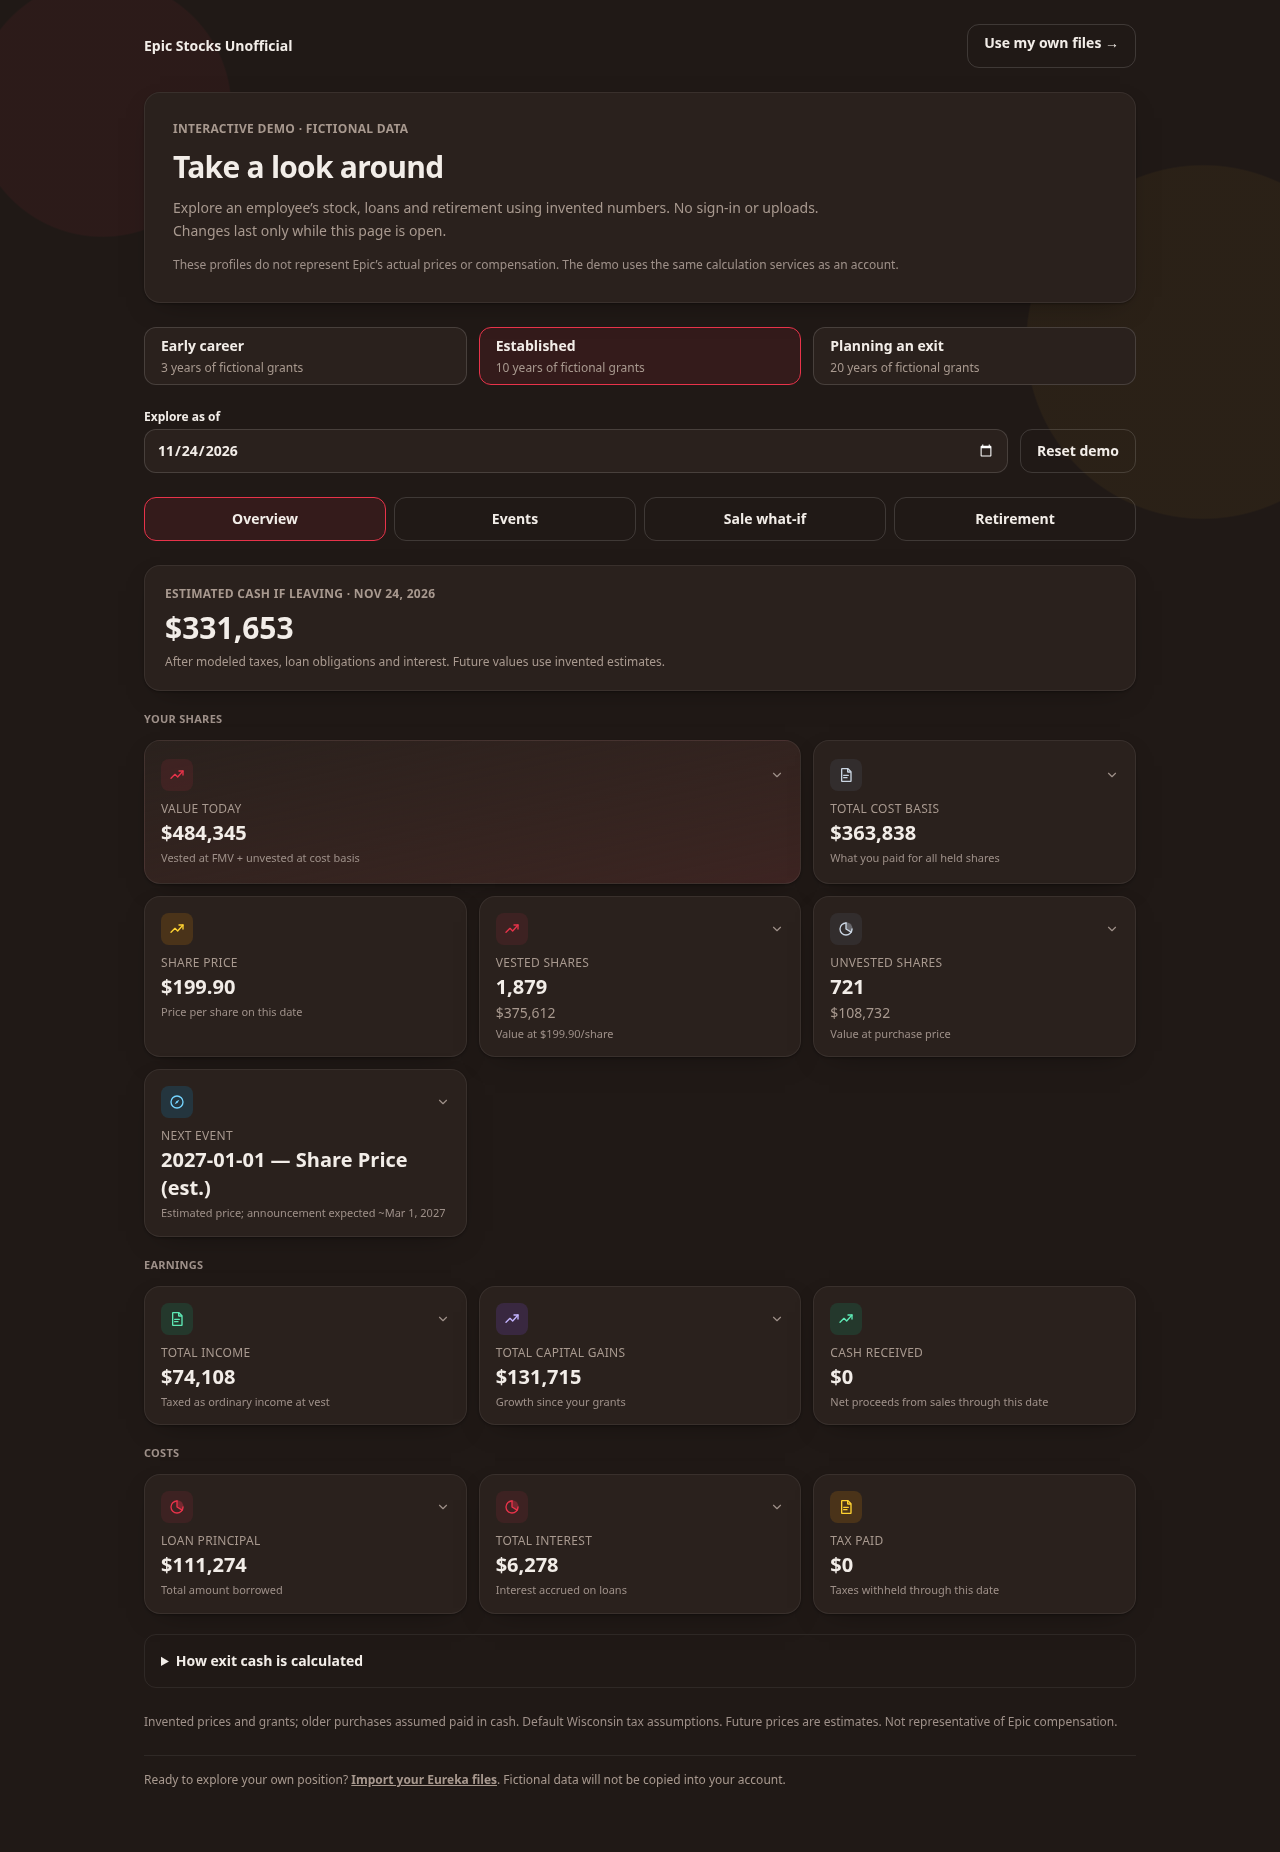 Epic Stocks Unofficial
Use my own files →
INTERACTIVE DEMO · FICTIONAL DATA
Take a look around
Explore an employee’s stock, loans and retirement using invented numbers. No sign-in or uploads.
Changes last only while this page is open.
These profiles do not represent Epic’s actual prices or compensation. The demo uses the same calculation services as an account.
Early career
3 years of fictional grants
Established
10 years of fictional grants
Planning an exit
20 years of fictional grants
Explore as of
11/24/2026
Reset demo
Overview
Events
Sale what-if
Retirement
ESTIMATED CASH IF LEAVING · NOV 24, 2026
$331,653
After modeled taxes, loan obligations and interest. Future values use invented estimates.
YOUR SHARES
VALUE TODAY
$484,345
Vested at FMV + unvested at cost basis
TOTAL COST BASIS
$363,838
What you paid for all held shares
SHARE PRICE
$199.90
Price per share on this date
VESTED SHARES
1,879
$375,612
Value at $199.90/share
UNVESTED SHARES
721
$108,732
Value at purchase price
NEXT EVENT
2027-01-01 — Share Price
(est.)
Estimated price; announcement expected ~Mar 1, 2027
EARNINGS
TOTAL INCOME
$74,108
Taxed as ordinary income at vest
TOTAL CAPITAL GAINS
$131,715
Growth since your grants
CASH RECEIVED
$0
Net proceeds from sales through this date
COSTS
LOAN PRINCIPAL
$111,274
Total amount borrowed
TOTAL INTEREST
$6,278
Interest accrued on loans
TAX PAID
$0
Taxes withheld through this date
How exit cash is calculated
Invented prices and grants; older purchases assumed paid in cash. Default Wisconsin tax assumptions. Future prices are estimates. Not representative of Epic compensation.
Ready to explore your own position? Import your Eureka files. Fictional data will not be copied into your account.